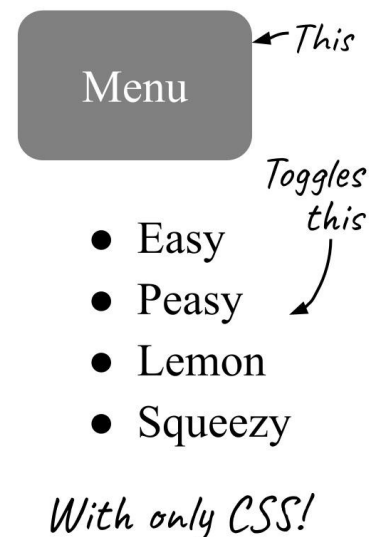 Menu
This
Toggles
this
Easy
Peasy
Lemon
Squeezy
With only CSS!